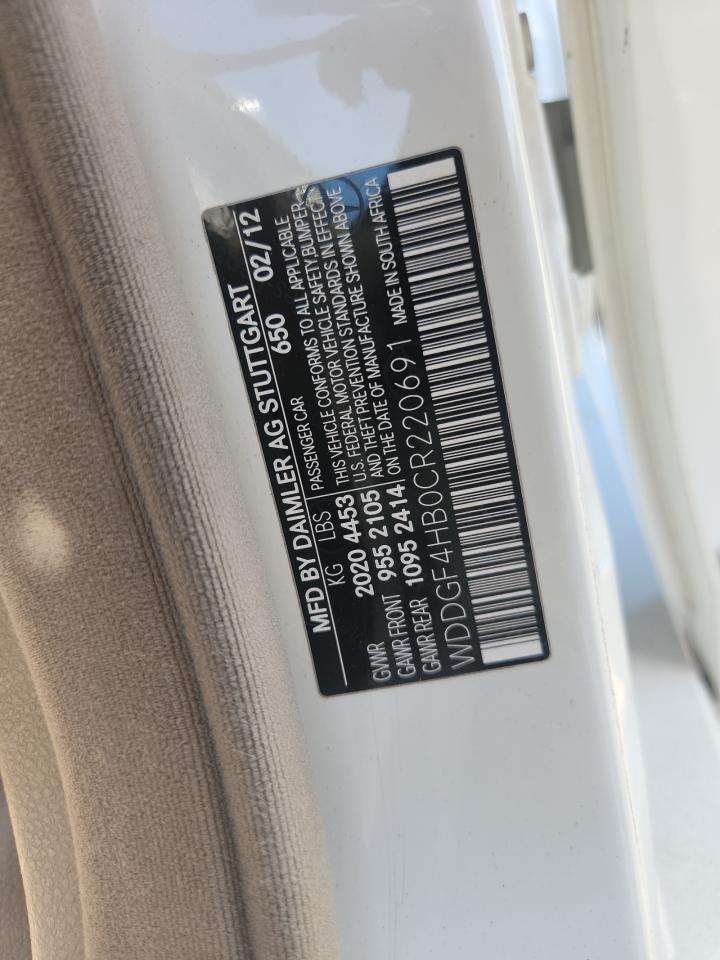 MFD BY DAIMLER AG STUTTGART
650 02/12
KG LBS
GVWR 2020 4453
GAWR FRONT 955 2105
GAWR REAR 1095 2414
PASSENGER CAR
THIS VEHICLE CONFORMS TO ALL APPLICABLE
U.S. FEDERAL MOTOR VEHICLE SAFETY,BUMPER
AND THEFT PREVENTION STANDARDS IN EFFECT
ON THE DATE OF MANUFACTURE SHOWN ABOVE
WDDGF4HB0CR220691 MADE IN SOUTH AFRICA